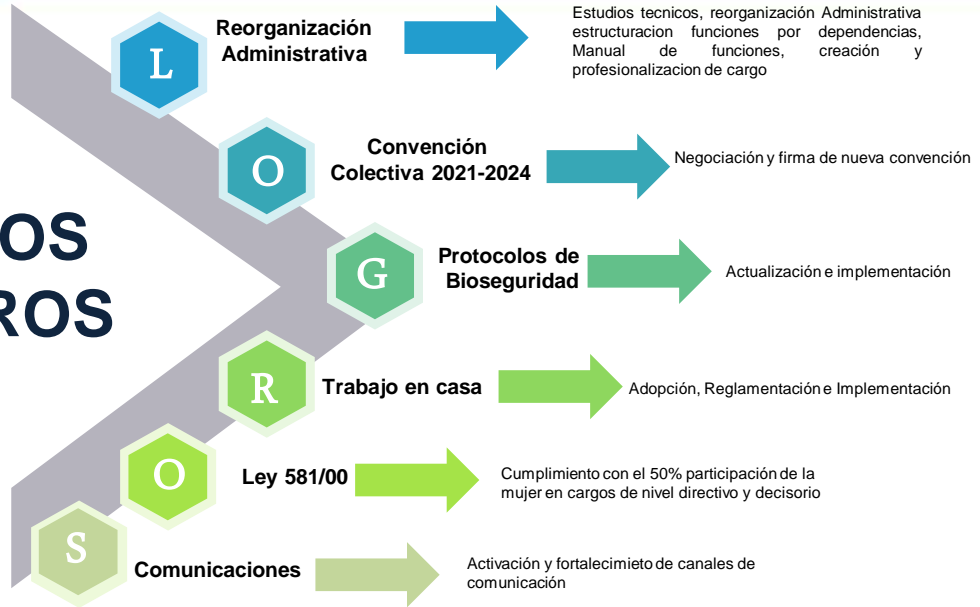 L
Reorganización
Administrativa
Estudios tecnicos, reorganización Administrativa
estructuracion funciones por dependencias,
Manual de funciones, creación y
profesionalizacion de cargo
O
Convención
Colectiva 2021-2024
Negociación y firma de nueva convención
OS
ROS
G
Protocolos de
Bioseguridad
Actualización e implementación
R
Trabajo en casa
Adopción, Reglamentación e Implementación
O
Ley 581/00
Cumplimiento con el 50% participación de la
mujer en cargos de nivel directivo y decisorio
S
Comunicaciones
Activación y fortalecimieto de canales de
comunicación